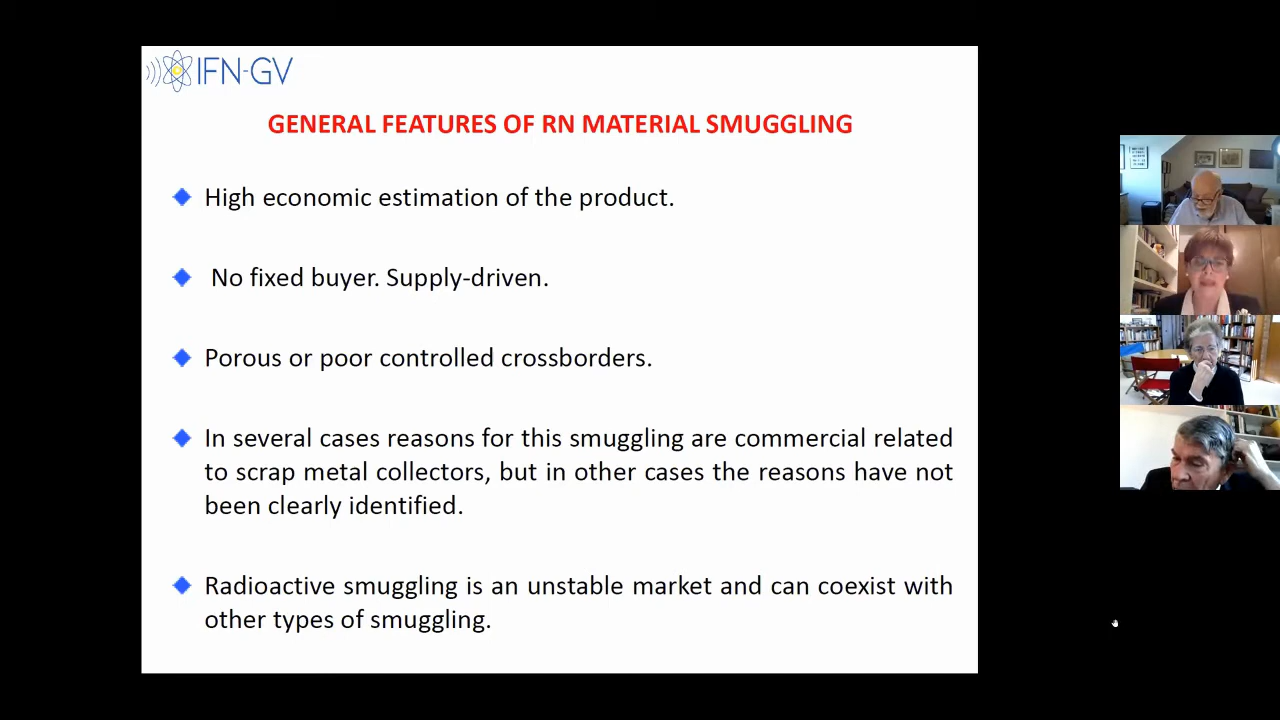 IFN-GV
GENERAL FEATURES OF RN MATERIAL SMUGGLING
High economic estimation of the product.
No fixed buyer. Supply-driven.
Porous or poor controlled crossborders.
In several cases reasons for this smuggling are commercial related
to scrap metal collectors, but in other cases the reasons have not
been clearly identified.
Radioactive smuggling is an unstable market and can coexist with
other types of smuggling.